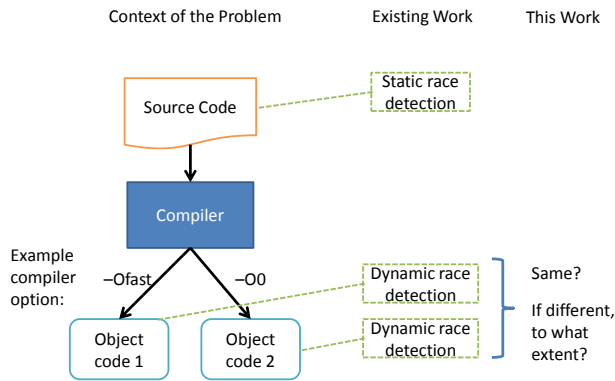 Context of the Problem
Existing Work
This Work
Source Code
Static race
detection
Compiler
Example
compiler
option:
–Ofast
–O0
Dynamic race
detection
Same?
If different,
to what
extent?
Object
code 1
Object
code 2
Dynamic race
detection